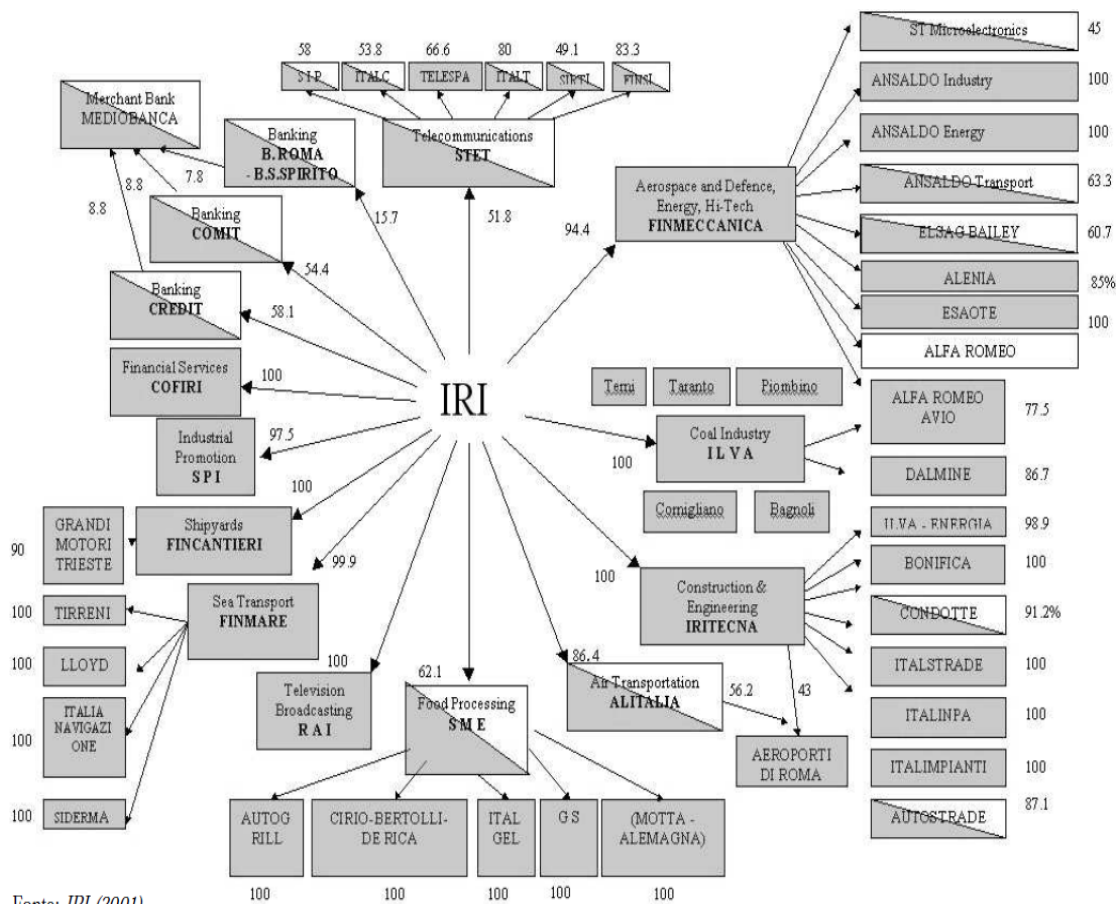 58
53.8
66.6
80
49.1
83.3
S I P
ITALC
TELESPA
ITALT
SIRTI
FINSI
Merchant Bank
MEDIOBANCA
Banking
B.ROMA
- B.S.SPIRITO
Telecommunications
STET
8.8
8.8
7.8
Banking
COMIT
15.7
51.8
94.4
Aerospace and Defence,
Energy, Hi-Tech
FINMECCANICA
ST Microelectronics
45
ANSALDO Industry
100
ANSALDO Energy
100
ANSALDO Transport
63.3
ELSAG BAILEY
60.7
ALENIA
85%
ESAOTE
100
ALFA ROMEO
Banking
CREDIT
54.4
58.1
Financial Services
COFIRI
100
IRI
Terni
Taranto
Piombino
Coal Industry
I L V A
100
Cornigliano
Bagnoli
ALFA ROMEO
AVIO
77.5
DALMINE
86.7
Industrial
Promotion
S P I
97.5
100
GRANDI
MOTORI
TRIESTE
90
Shipyards
FINCANTIERI
99.9
Sea Transport
FINMARE
100
TIRRENI
100
LLOYD
100
ITALIA
NAVIGAZI
ONE
100
SIDERMA
100
Construction &
Engineering
IRITECNA
ILVA - ENERGIA
98.9
BONIFICA
100
CONDOTTE
91.2%
ITALSTRADE
100
ITALINPA
100
ITALIMPIANTI
100
AUTOSTRADE
87.1
100
Television
Broadcasting
R A I
62.1
Food Processing
S M E
86.4
Air Transportation
ALITALIA
56.2
43
AEROPORTI
DI ROMA
AUTOG
RILL
CIRIO-BERTOLLI-
DE RICA
ITAL
GEL
G S
(MOTTA -
ALEMAGNA)
100
100
100
100
100
Fonte: IRI (2001)